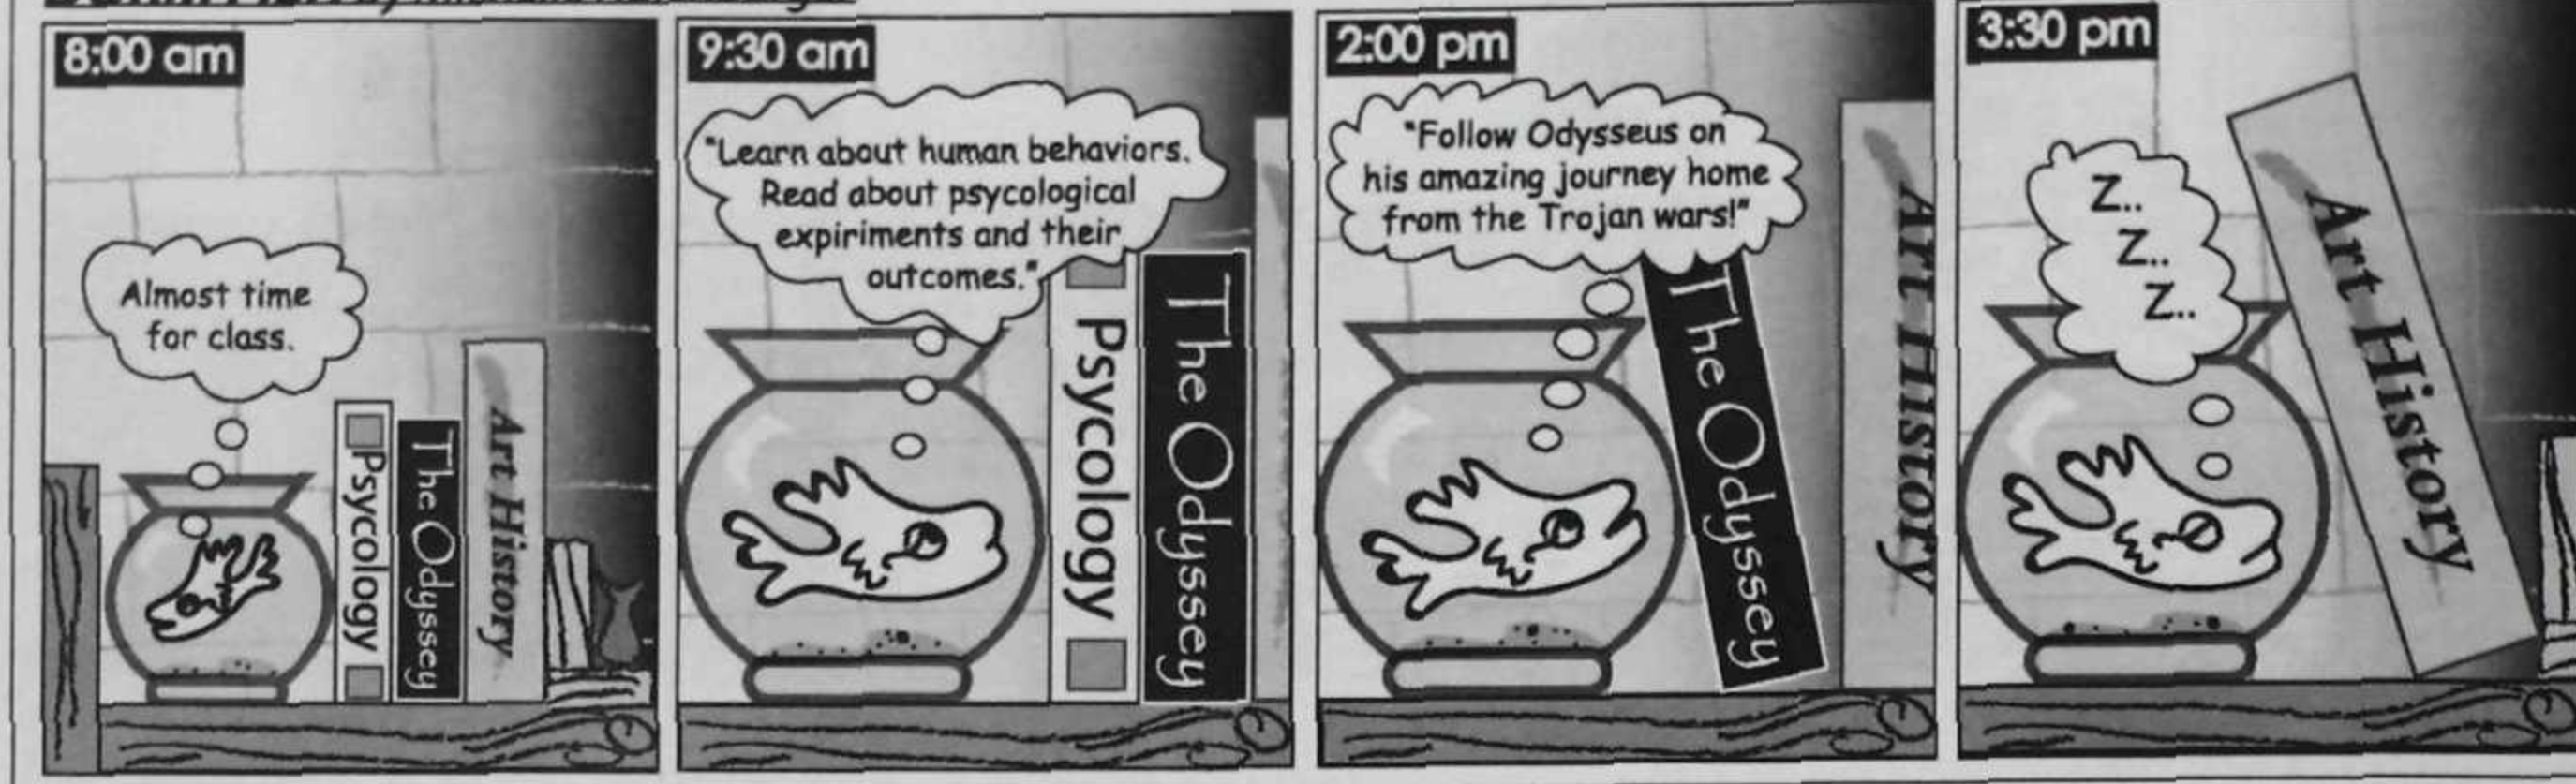 8:00 am
Almost time
for class.
Psycology
The Odyssey
Art History
9:30 am
"Learn about human behaviors.
Read about psycological
expiriments and their
outcomes."
Psycology
The Odyssey
2:00 pm
"Follow Odysseus on
his amazing journey home
from the Trojan wars!"
The Odyssey
Art History
3:30 pm
Z..
Z..
Z..
Art History